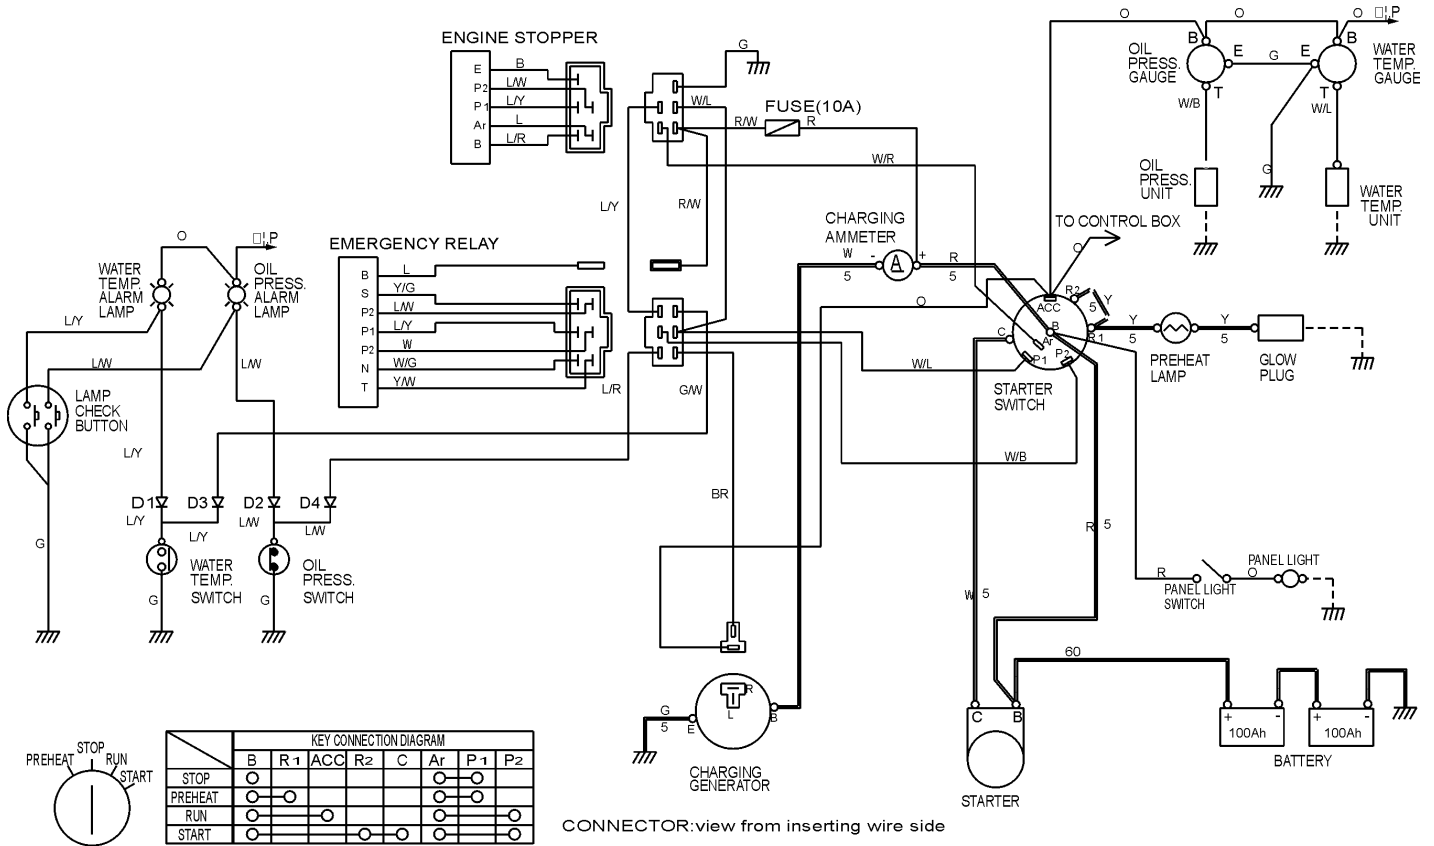 ENGINE STOPPER
E B
P2 L/W
P1 L/Y
Ar L
B L/R
G
W/L
R/W
FUSE(10A)
R
W/R
L/Y
R/W
O
O
O
P
B
E
G
E
B
OIL
PRESS.
GAUGE
WATER
TEMP.
GAUGE
T
T
W/B
W/L
OIL
PRESS.
UNIT
G
WATER
TEMP.
UNIT
TO CONTROL BOX
O
CHARGING
AMMETER
W
5
-
A
+
R
5
O
EMERGENCY RELAY
B L
S Y/G
P2 L/W
P1 L/Y
P2 W
N W/G
T Y/W
L/R
G/W
O
P
WATER
TEMP.
ALARM
LAMP
OIL
PRESS.
ALARM
LAMP
L/Y
L/W
L/W
LAMP
CHECK
BUTTON
L/Y
ACC
R2
Y
5
C
B
R1
Ar
P1
P2
STARTER
SWITCH
W/L
W/B
Y
5
PREHEAT
LAMP
Y
5
GLOW
PLUG
D1
D3
D2
D4
L/Y
L/Y
L/W
L/W
G
WATER
TEMP.
SWITCH
G
OIL
PRESS.
SWITCH
G
BR
R 5
W 5
R
O
PANEL LIGHT
PANEL LIGHT
SWITCH
60
C B
STARTER
+ -
100Ah
+ -
100Ah
BATTERY
G
5
E
R
L
B
CHARGING
GENERATOR
PREHEAT
STOP
RUN
START
KEY CONNECTION DIAGRAM
B R1 ACC R2 C Ar P1 P2
STOP
PREHEAT
RUN
START
CONNECTOR:view from inserting wire side